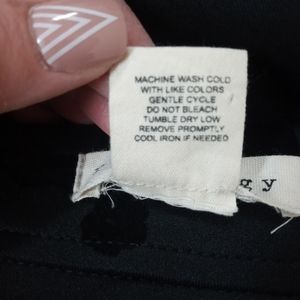 MACHINE WASH COLD
WITH LIKE COLORS
GENTLE CYCLE
DO NOT BLEACH
TUMBLE DRY LOW
REMOVE PROMPTLY
COOL IRON IF NEEDED
gy